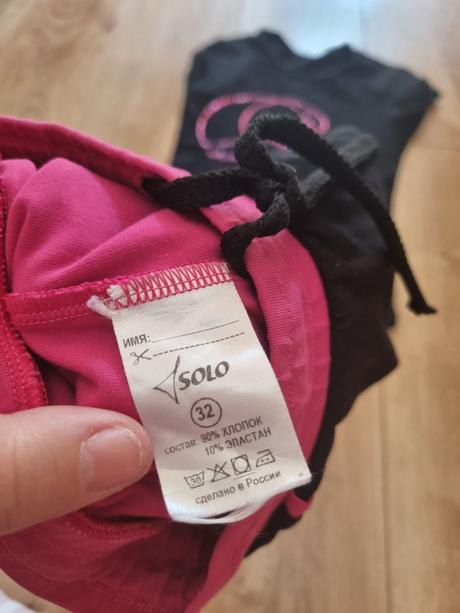 ИМЯ:
SOLO
32
состав: 90% ХЛОПОК
10% ЭЛАСТАН
30
сделано в России